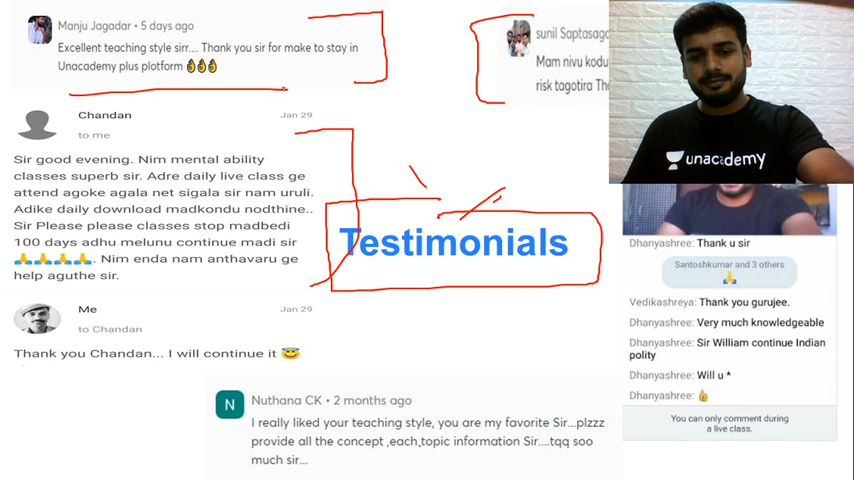 Manju Jagadar • 5 days ago
Excellent teaching style sirr.... Thank you sir for make to stay in
Unacademy plus plotform 👌👌👌
sunil Saptasaga
Mam nivu kodu
risk tagotira Th
unacademy
Chandan
Jan 29
to me
Sir good evening. Nim mental ability
classes superb sir. Adre daily live class ge
attend agoke agala net sigala sir nam uruli.
Adike daily download madkondu nodthine..
Sir Please please classes stop madbedi
100 days adhu melunu continue madi sir
🙏🙏🙏🙏. Nim enda nam anthavaru ge
help aguthe sir.
Me
Jan 29
to Chandan
Thank you Chandan... I will continue it 😇
Testimonials
Dhanyashree: Thank u sir
Santoshkumar and 3 others
🙏
Vedikashreya: Thank you gurujee.
Dhanyashree: Very much knowledgeable
Dhanyashree: Sir William continue Indian
polity
Dhanyashree: Will u *
Dhanyashree: 👍
You can only comment during
a live class.
N
Nuthana CK • 2 months ago
I really liked your teaching style, you are my favorite Sir...plzzz
provide all the concept ,each,topic information Sir....tqq soo
much sir...